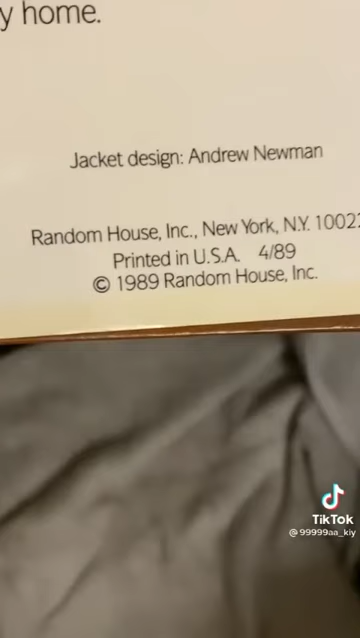 y home.
Jacket design: Andrew Newman
Random House, Inc., New York, N.Y. 10022
Printed in U.S.A. 4/89
© 1989 Random House, Inc.
TikTok
@99999aa_kiy